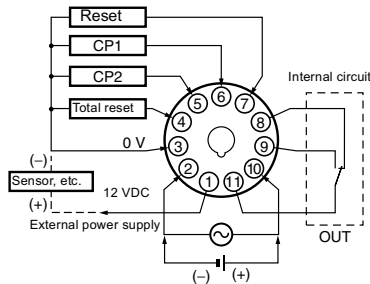 Reset
CP1
CP2
Total reset
Internal circuit
6
5
7
4
8
3
9
2
10
1
11
0 V
(−)
Sensor, etc.
(+)
12 VDC
External power supply
OUT
(−)
(+)